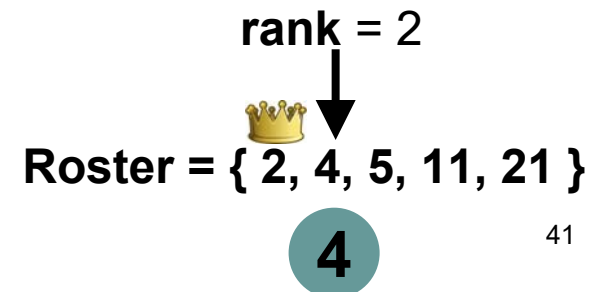 rank = 2
Roster = { 2, 4, 5, 11, 21 }
4
41